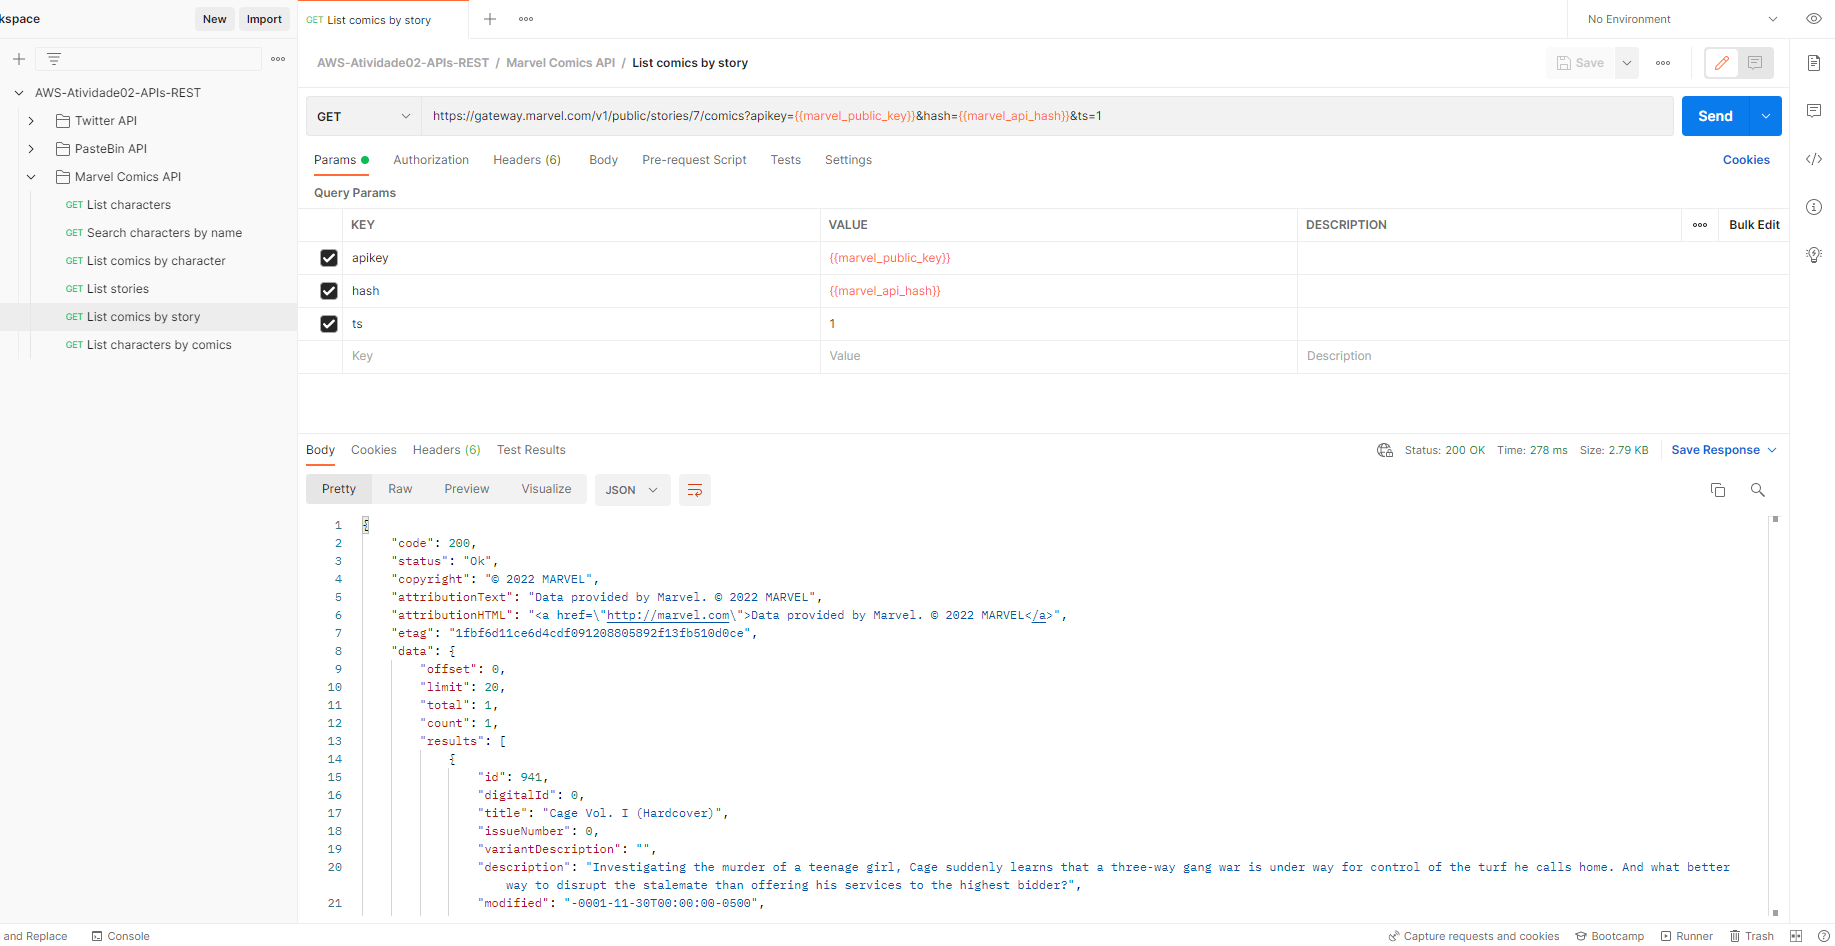 kspace
New
Import
GET List comics by story
No Environment
AWS-Atividade02-APIs-REST / Marvel Comics API / List comics by story
Save
AWS-Atividade02-APIs-REST
Twitter API
PasteBin API
Marvel Comics API
GET List characters
GET Search characters by name
GET List comics by character
GET List stories
GET List comics by story
GET List characters by comics
GET
https://gateway.marvel.com/v1/public/stories/7/comics?apikey={{marvel_public_key}}&hash={{marvel_api_hash}}&ts=1
Send
Params Authorization Headers (6) Body Pre-request Script Tests Settings
Cookies
Query Params
KEY VALUE DESCRIPTION Bulk Edit
apikey {{marvel_public_key}}
hash {{marvel_api_hash}}
ts 1
Key Value Description
Body Cookies Headers (6) Test Results
Status: 200 OK Time: 278 ms Size: 2.79 KB Save Response
Pretty Raw Preview Visualize JSON
1 {
2 "code": 200,
3 "status": "Ok",
4 "copyright": "© 2022 MARVEL",
5 "attributionText": "Data provided by Marvel. © 2022 MARVEL",
6 "attributionHTML": "<a href=\"http://marvel.com\">Data provided by Marvel. © 2022 MARVEL</a>",
7 "etag": "1fbf6d11ce6d4cdf091208805892f13fb510d0ce",
8 "data": {
9 "offset": 0,
10 "limit": 20,
11 "total": 1,
12 "count": 1,
13 "results": [
14 {
15 "id": 941,
16 "digitalId": 0,
17 "title": "Cage Vol. I (Hardcover)",
18 "issueNumber": 0,
19 "variantDescription": "",
20 "description": "Investigating the murder of a teenage girl, Cage suddenly learns that a three-way gang war is under way for control of the turf he calls home. And what better
way to disrupt the stalemate than offering his services to the highest bidder?",
21 "modified": "-0001-11-30T00:00:00-0500",
and Replace
Console
Capture requests and cookies
Bootcamp
Runner
Trash